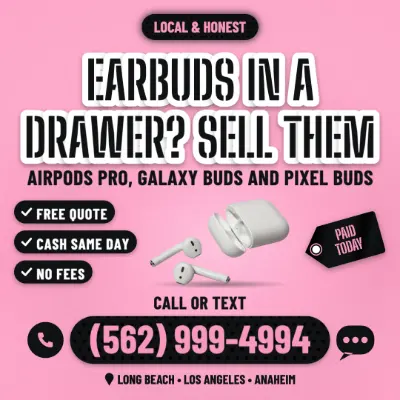 LOCAL & HONEST
EARBUDS IN A
DRAWER? SELL THEM
AIRPODS PRO, GALAXY BUDS AND PIXEL BUDS
FREE QUOTE
CASH SAME DAY
NO FEES
PAID
TODAY
CALL OR TEXT
(562) 999-4994
LONG BEACH • LOS ANGELES • ANAHEIM